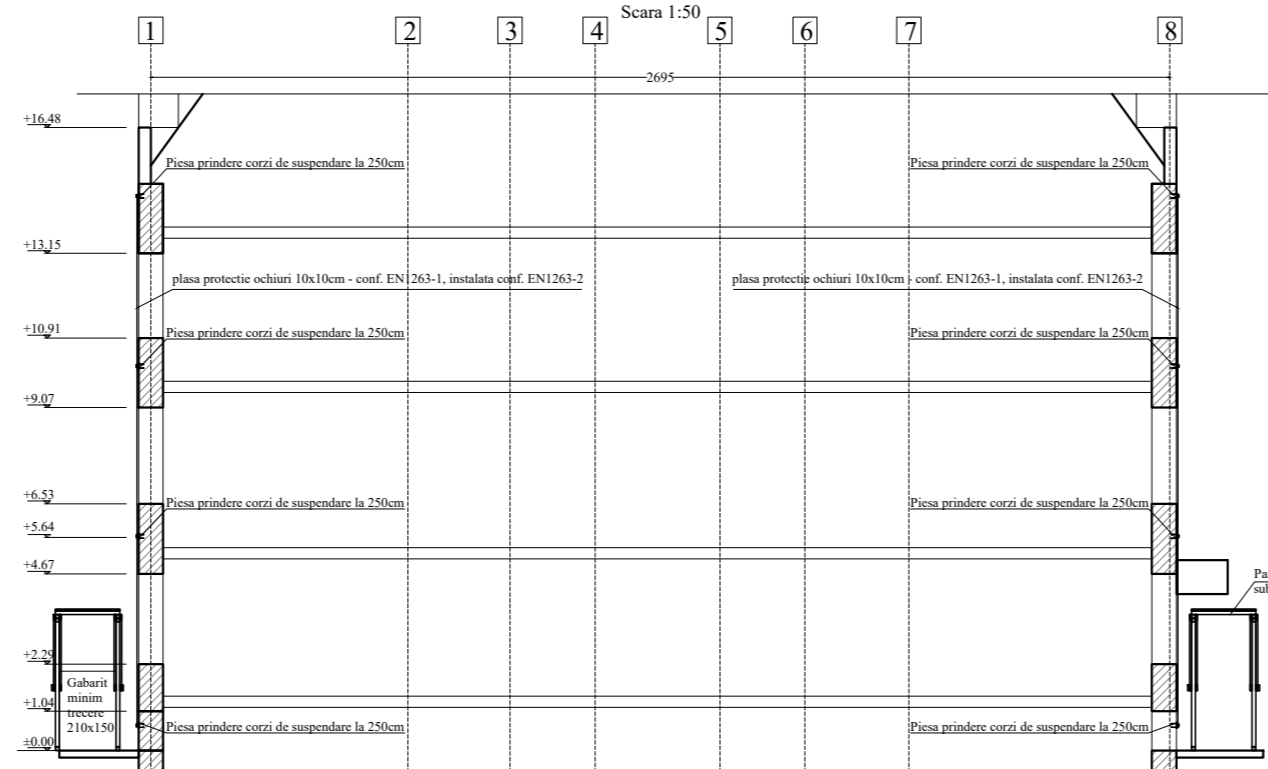 Scara 1:50
1 2 3 4 5 6 7 8
2695
+16.48
Piesa prindere corzi de suspendare la 250cm
Piesa prindere corzi de suspendare la 250cm
+13.15
plasa protectie ochiuri 10x10cm - conf. EN1263-1, instalata conf. EN1263-2
plasa protectie ochiuri 10x10cm - conf. EN1263-1, instalata conf. EN1263-2
+10.91
Piesa prindere corzi de suspendare la 250cm
Piesa prindere corzi de suspendare la 250cm
+9.07
+6.53
Piesa prindere corzi de suspendare la 250cm
Piesa prindere corzi de suspendare la 250cm
+5.64
+4.67
Pa
sub
+2.29
Gabarit
minim
trecere
210x150
+1.04
Piesa prindere corzi de suspendare la 250cm
Piesa prindere corzi de suspendare la 250cm
±0.00